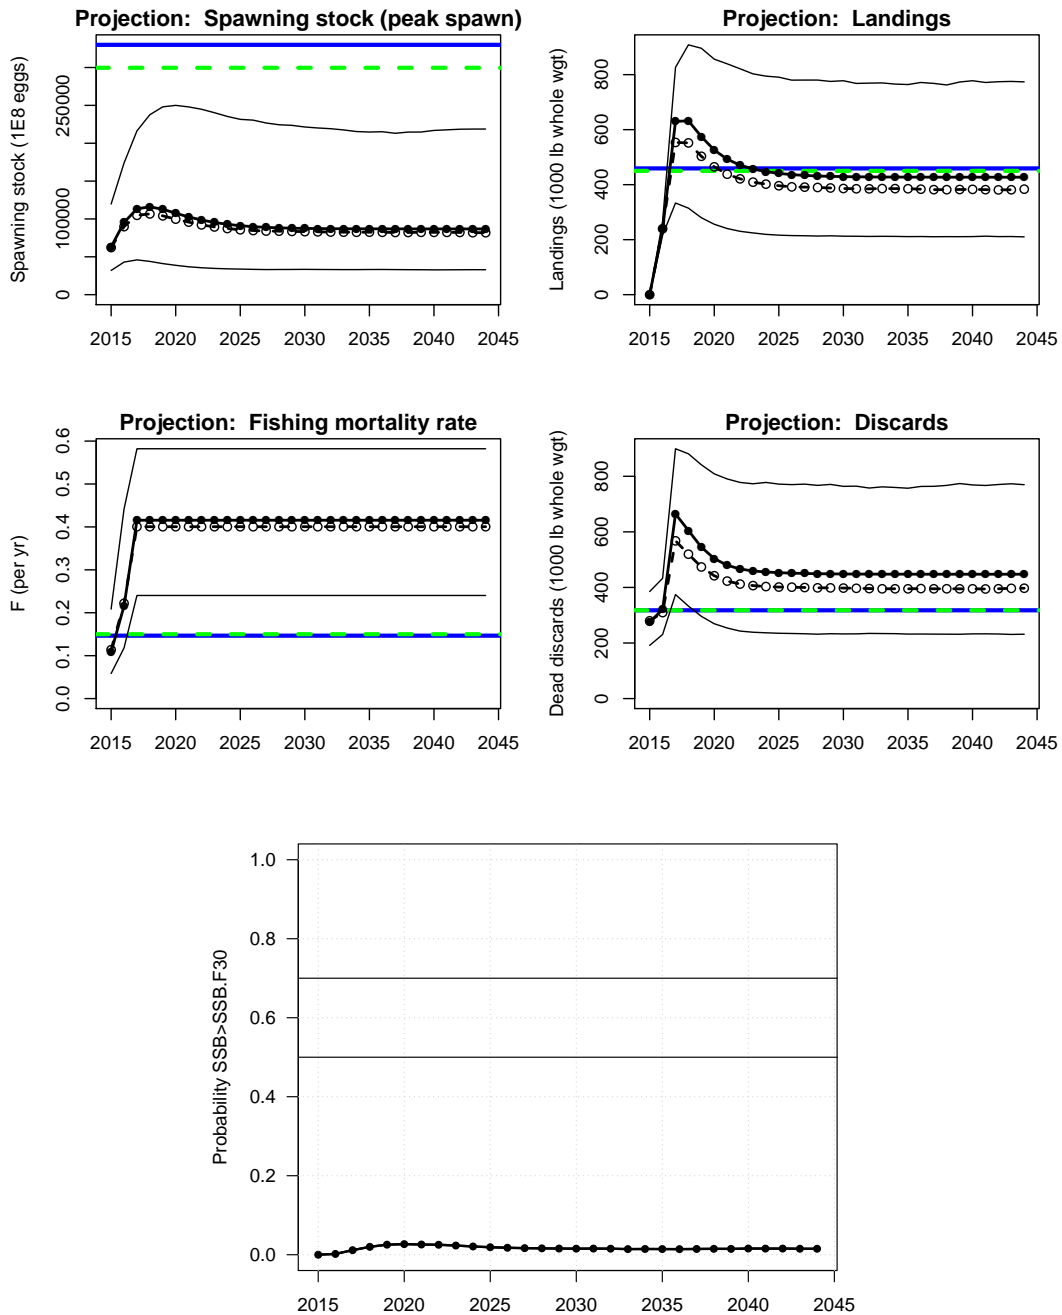 Projection:  Spawning stock (peak spawn)
Spawning stock (1E8 eggs)
0 100000 250000
2015 2020 2025 2030 2035 2040 2045
Projection:  Landings
Landings (1000 lb whole wgt)
0 200 400 600 800
2015 2020 2025 2030 2035 2040 2045
Projection:  Fishing mortality rate
F (per yr)
0.0 0.1 0.2 0.3 0.4 0.5 0.6
2015 2020 2025 2030 2035 2040 2045
Projection:  Discards
Dead discards (1000 lb whole wgt)
0 200 400 600 800
2015 2020 2025 2030 2035 2040 2045
Probability SSB>SSB.F30
1.0
0.8
0.6
0.4
0.2
0.0
2015 2020 2025 2030 2035 2040 2045